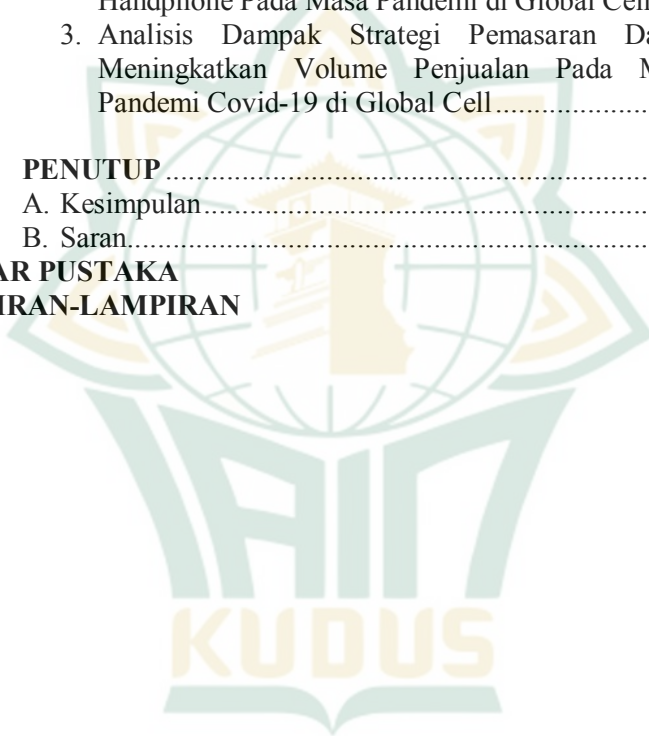 Handphone Pada Masa Pandemi di Global Cell
3. Analisis Dampak Strategi Pemasaran Da
Meningkatkan Volume Penjualan Pada M
Pandemi Covid-19 di Global Cell....................
PENUTUP................................................................
A. Kesimpulan..........................................................
B. Saran.....................................................................
AR PUSTAKA
IRAN-LAMPIRAN
IAIN
KUDUS